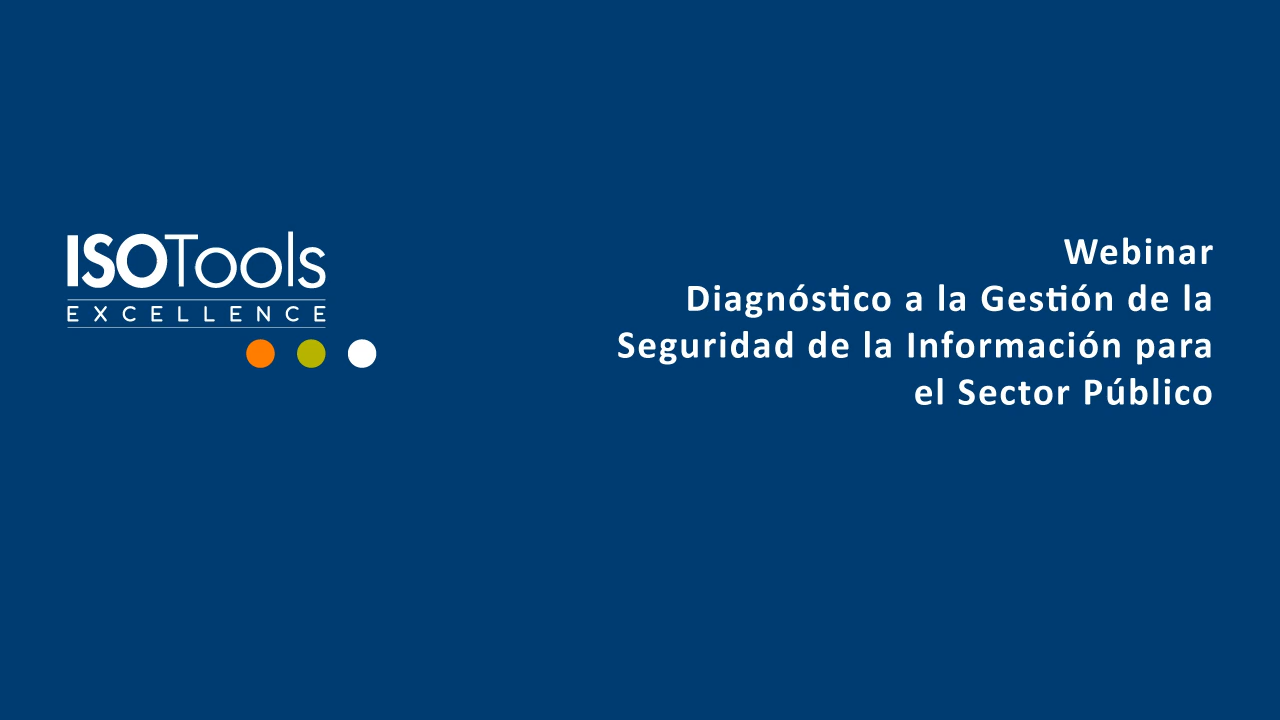 ISOTools
EXCELLENCE
Webinar
Diagnóstico a la Gestión de la
Seguridad de la Información para
el Sector Público